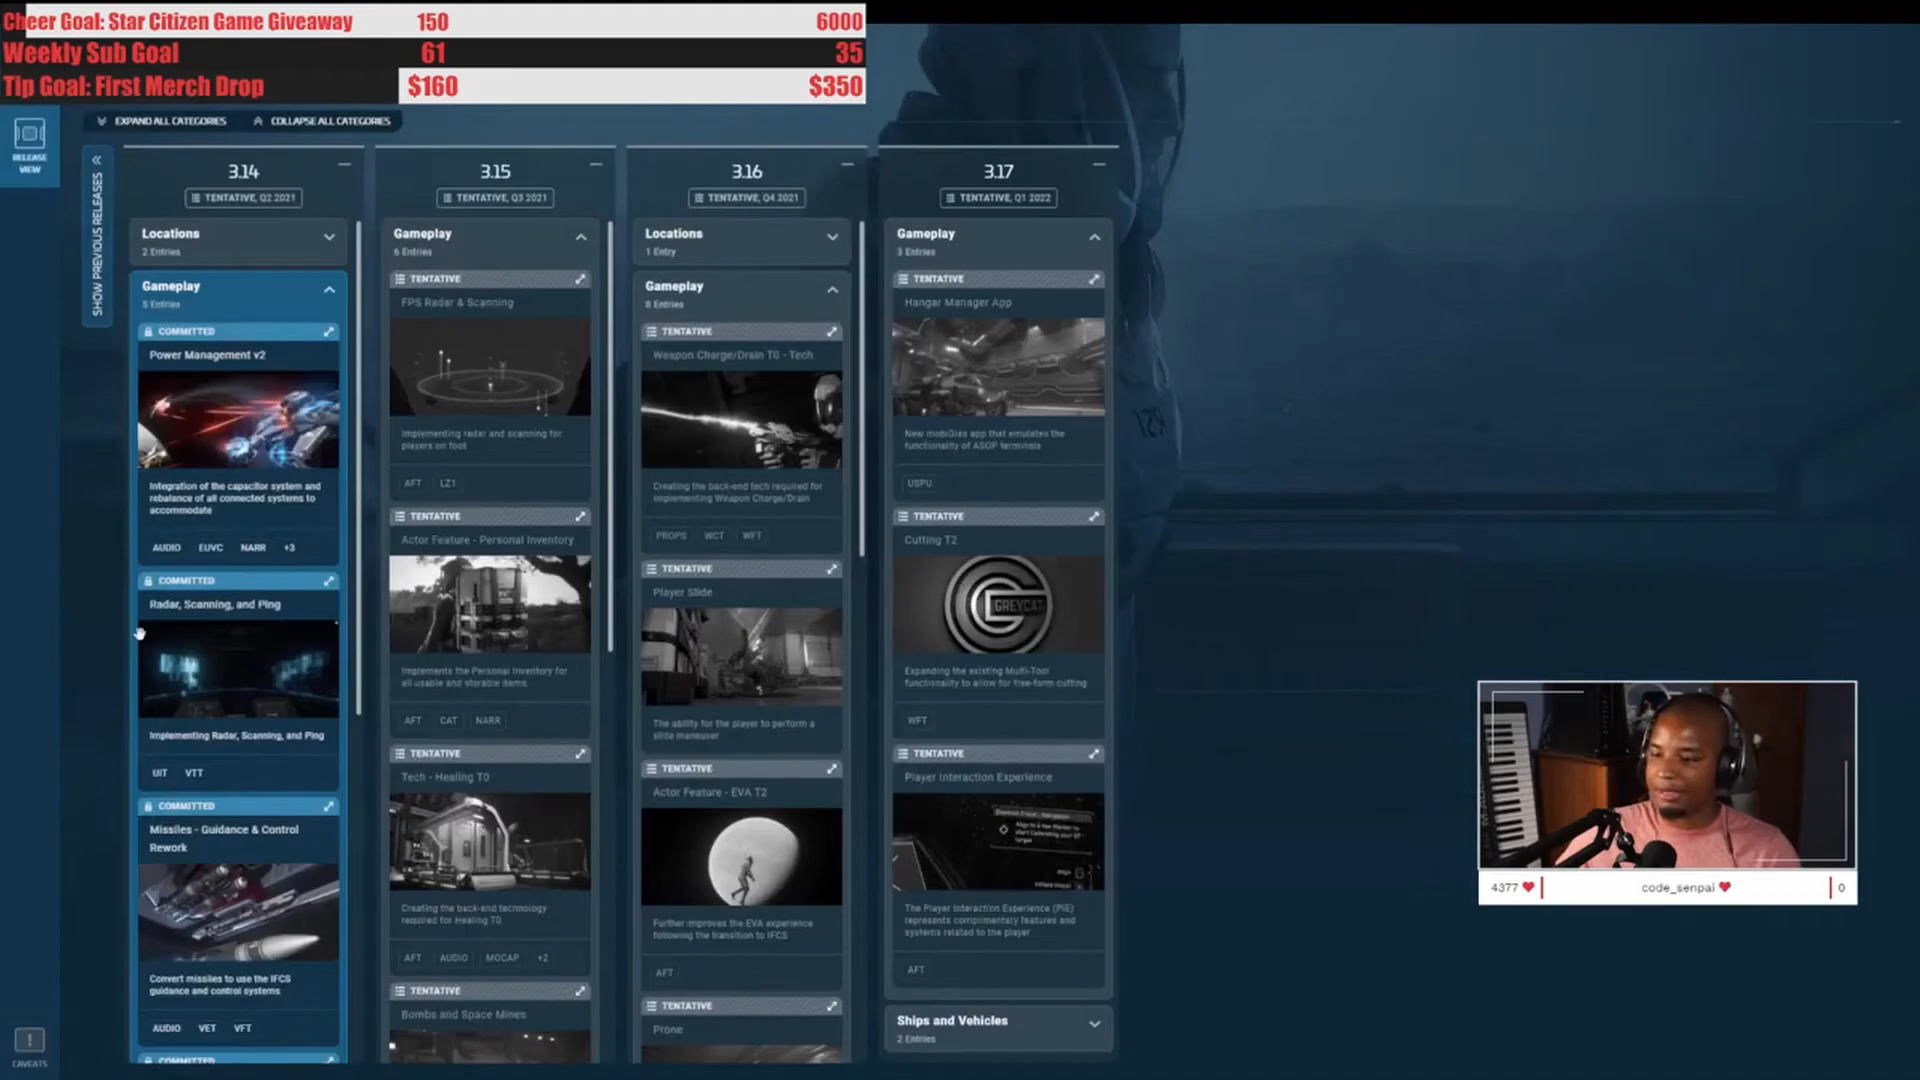 Cheer Goal: Star Citizen Game Giveaway 150 6000
Weekly Sub Goal 61 35
Tip Goal: First Merch Drop $160 $350
RELEASE
VIEW
EXPAND ALL CATEGORIES COLLAPSE ALL CATEGORIES
SHOW PREVIOUS RELEASES
3.14
TENTATIVE, Q2 2021
Locations
2 Entries
Gameplay
5 Entries
COMMITTED
Power Management v2
Integration of the capacitor system and
rebalance of all connected systems to
accommodate
AUDIO EUVC NARR +3
COMMITTED
Radar, Scanning, and Ping
Implementing Radar, Scanning, and Ping
UIT VTT
COMMITTED
Missiles - Guidance & Control
Rework
Convert missiles to use the IFCS
guidance and control systems
AUDIO VET VFT
COMMITTED
3.15
TENTATIVE, Q3 2021
Gameplay
6 Entries
TENTATIVE
FPS Radar & Scanning
Implementing radar and scanning for
players on foot
AFT LZ1
TENTATIVE
Actor Feature - Personal Inventory
Implements the Personal Inventory for
all usable and storable items
AFT CAT NARR
TENTATIVE
Tech - Healing T0
Creating the back-end technology
required for Healing T0
AFT AUDIO MOCAP +2
TENTATIVE
Bombs and Space Mines
3.16
TENTATIVE, Q4 2021
Locations
1 Entry
Gameplay
8 Entries
TENTATIVE
Weapon Charge/Drain T0 - Tech
Creating the back-end tech required for
implementing Weapon Charge/Drain
PROPS WCT WFT
TENTATIVE
Player Slide
The ability for the player to perform a
slide maneuver
TENTATIVE
Actor Feature - EVA T2
Further improves the EVA experience
following the transition to IFCS
AFT
TENTATIVE
Prone
3.17
TENTATIVE, Q1 2022
Gameplay
3 Entries
TENTATIVE
Hangar Manager App
New mobiGlas app that emulates the
functionality of ASOP terminals
USPU
TENTATIVE
Cutting T2
GREYCAT
Expanding the existing Multi-Tool
functionality to allow for free-form cutting
WFT
TENTATIVE
Player Interaction Experience
The Player Interaction Experience (PIE)
represents complimentary features and
systems related to the player
AFT
Ships and Vehicles
2 Entries
4377 code_senpai 0
CAVEATS